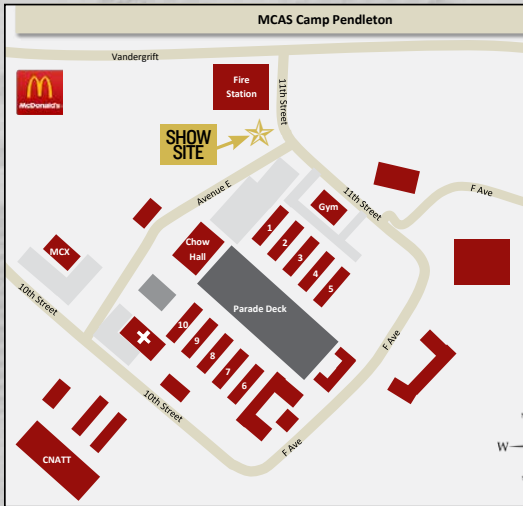 MCAS Camp Pendleton
Vandergrift
McDonald's
Fire
Station
11th Street
SHOW
SITE
Avenue E
11th Street
F Ave
Gym
1
2
3
4
5
Chow
Hall
MCX
Parade Deck
10th Street
10
9
8
7
6
F Ave
10th Street
F Ave
CNATT
W